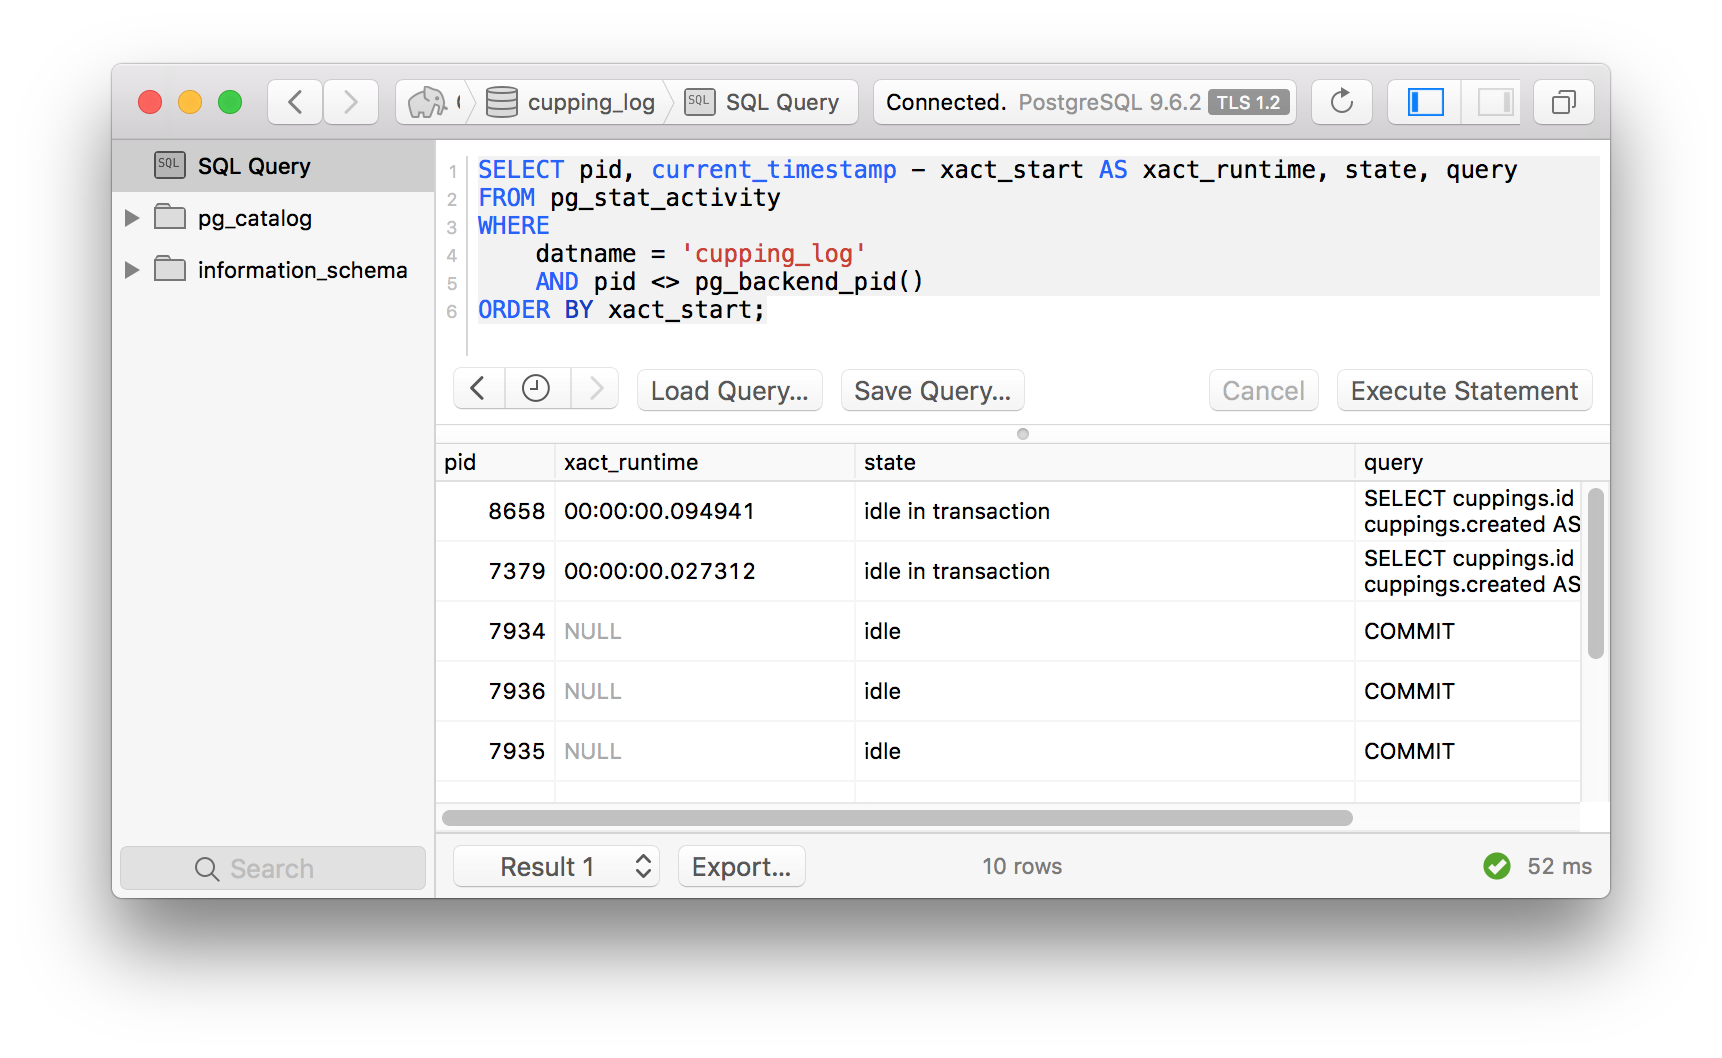 cupping_log
SQL
SQL Query
Connected. PostgreSQL 9.6.2 TLS 1.2
SQL
SQL Query
pg_catalog
information_schema
1 SELECT pid, current_timestamp - xact_start AS xact_runtime, state, query
2 FROM pg_stat_activity
3 WHERE
4 datname = 'cupping_log'
5 AND pid <> pg_backend_pid()
6 ORDER BY xact_start;
Load Query...
Save Query...
Cancel
Execute Statement
pid xact_runtime state query
8658 00:00:00.094941 idle in transaction SELECT cuppings.id
cuppings.created AS
7379 00:00:00.027312 idle in transaction SELECT cuppings.id
cuppings.created AS
7934 NULL idle COMMIT
7936 NULL idle COMMIT
7935 NULL idle COMMIT
Search
Result 1
Export...
10 rows
52 ms